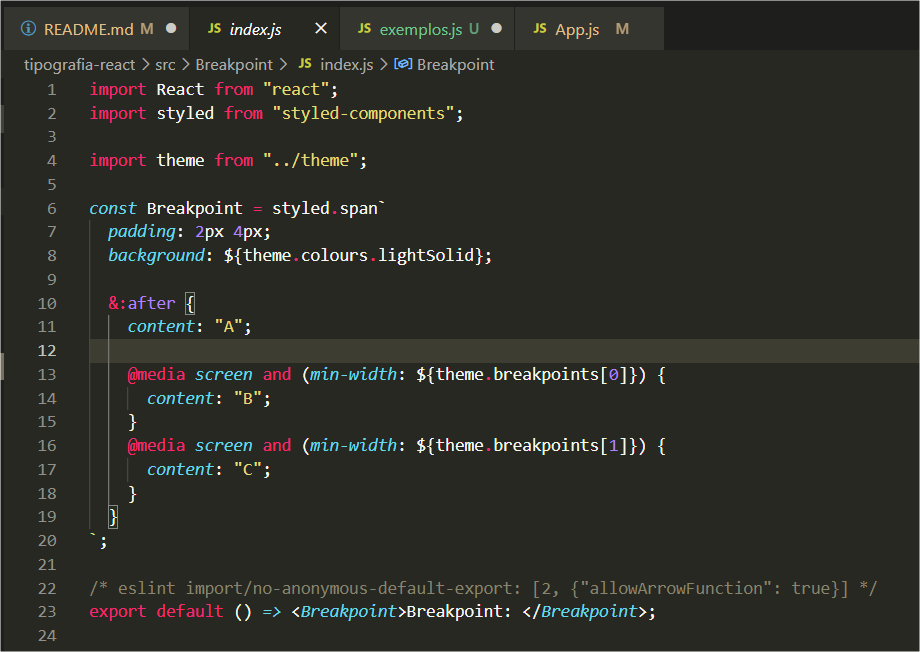 README.md M
JS index.js
JS exemplos.js U
JS App.js M
tipografia-react > src > Breakpoint > JS index.js > Breakpoint
1 import React from "react";
2 import styled from "styled-components";
3
4 import theme from "../theme";
5
6 const Breakpoint = styled.span`
7   padding: 2px 4px;
8   background: ${theme.colours.lightSolid};
9
10   &:after {
11     content: "A";
12
13     @media screen and (min-width: ${theme.breakpoints[0]}) {
14       content: "B";
15     }
16     @media screen and (min-width: ${theme.breakpoints[1]}) {
17       content: "C";
18     }
19   }
20 `;
21
22 /* eslint import/no-anonymous-default-export: [2, {"allowArrowFunction": true}] */
23 export default () => <Breakpoint>Breakpoint: </Breakpoint>;
24